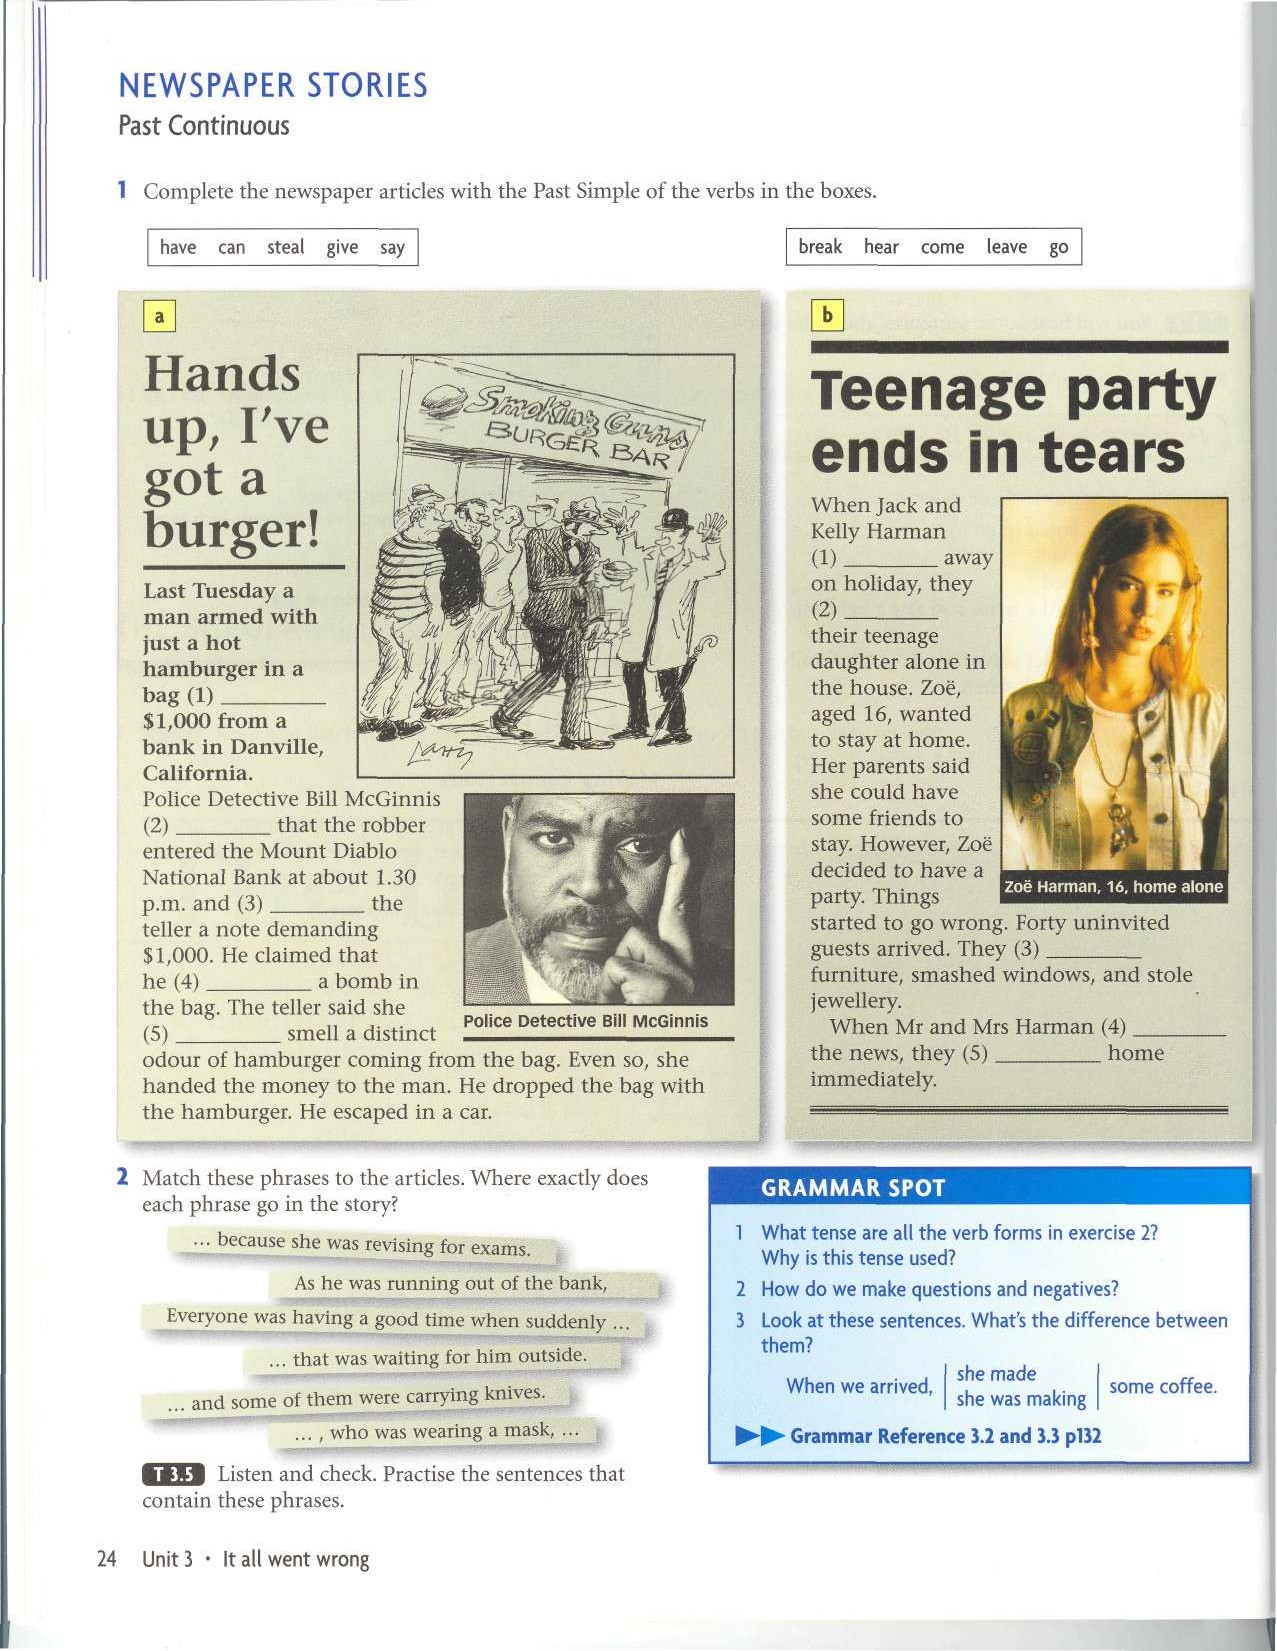 NEWSPAPER STORIES
Past Continuous
1 Complete the newspaper articles with the Past Simple of the verbs in the boxes.
have can steal give say
break hear come leave go
a
Hands
up, I've
got a
burger!
Smoking Guns
BURGER BAR
Larry
Last Tuesday a
man armed with
just a hot
hamburger in a
bag (1) ________
$1,000 from a
bank in Danville,
California.
Police Detective Bill McGinnis
(2) ________ that the robber
entered the Mount Diablo
National Bank at about 1.30
p.m. and (3) ________ the
teller a note demanding
$1,000. He claimed that
he (4) ________ a bomb in
the bag. The teller said she
(5) ________ smell a distinct
odour of hamburger coming from the bag. Even so, she
handed the money to the man. He dropped the bag with
the hamburger. He escaped in a car.
Police Detective Bill McGinnis
b
Teenage party
ends in tears
When Jack and
Kelly Harman
(1) ________ away
on holiday, they
(2) ________
their teenage
daughter alone in
the house. Zoë,
aged 16, wanted
to stay at home.
Her parents said
she could have
some friends to
stay. However, Zoë
decided to have a
party. Things
started to go wrong. Forty uninvited
guests arrived. They (3) ________
furniture, smashed windows, and stole
jewellery.
When Mr and Mrs Harman (4) ________
the news, they (5) ________ home
immediately.
Zoë Harman, 16, home alone
2 Match these phrases to the articles. Where exactly does
each phrase go in the story?
... because she was revising for exams.
As he was running out of the bank,
Everyone was having a good time when suddenly ...
... that was waiting for him outside.
... and some of them were carrying knives.
... , who was wearing a mask, ...
T 3.5 Listen and check. Practise the sentences that
contain these phrases.
GRAMMAR SPOT
1 What tense are all the verb forms in exercise 2?
Why is this tense used?
2 How do we make questions and negatives?
3 Look at these sentences. What's the difference between
them?
When we arrived, | she made | some coffee.
she was making
Grammar Reference 3.2 and 3.3 p132
24 Unit 3 · It all went wrong